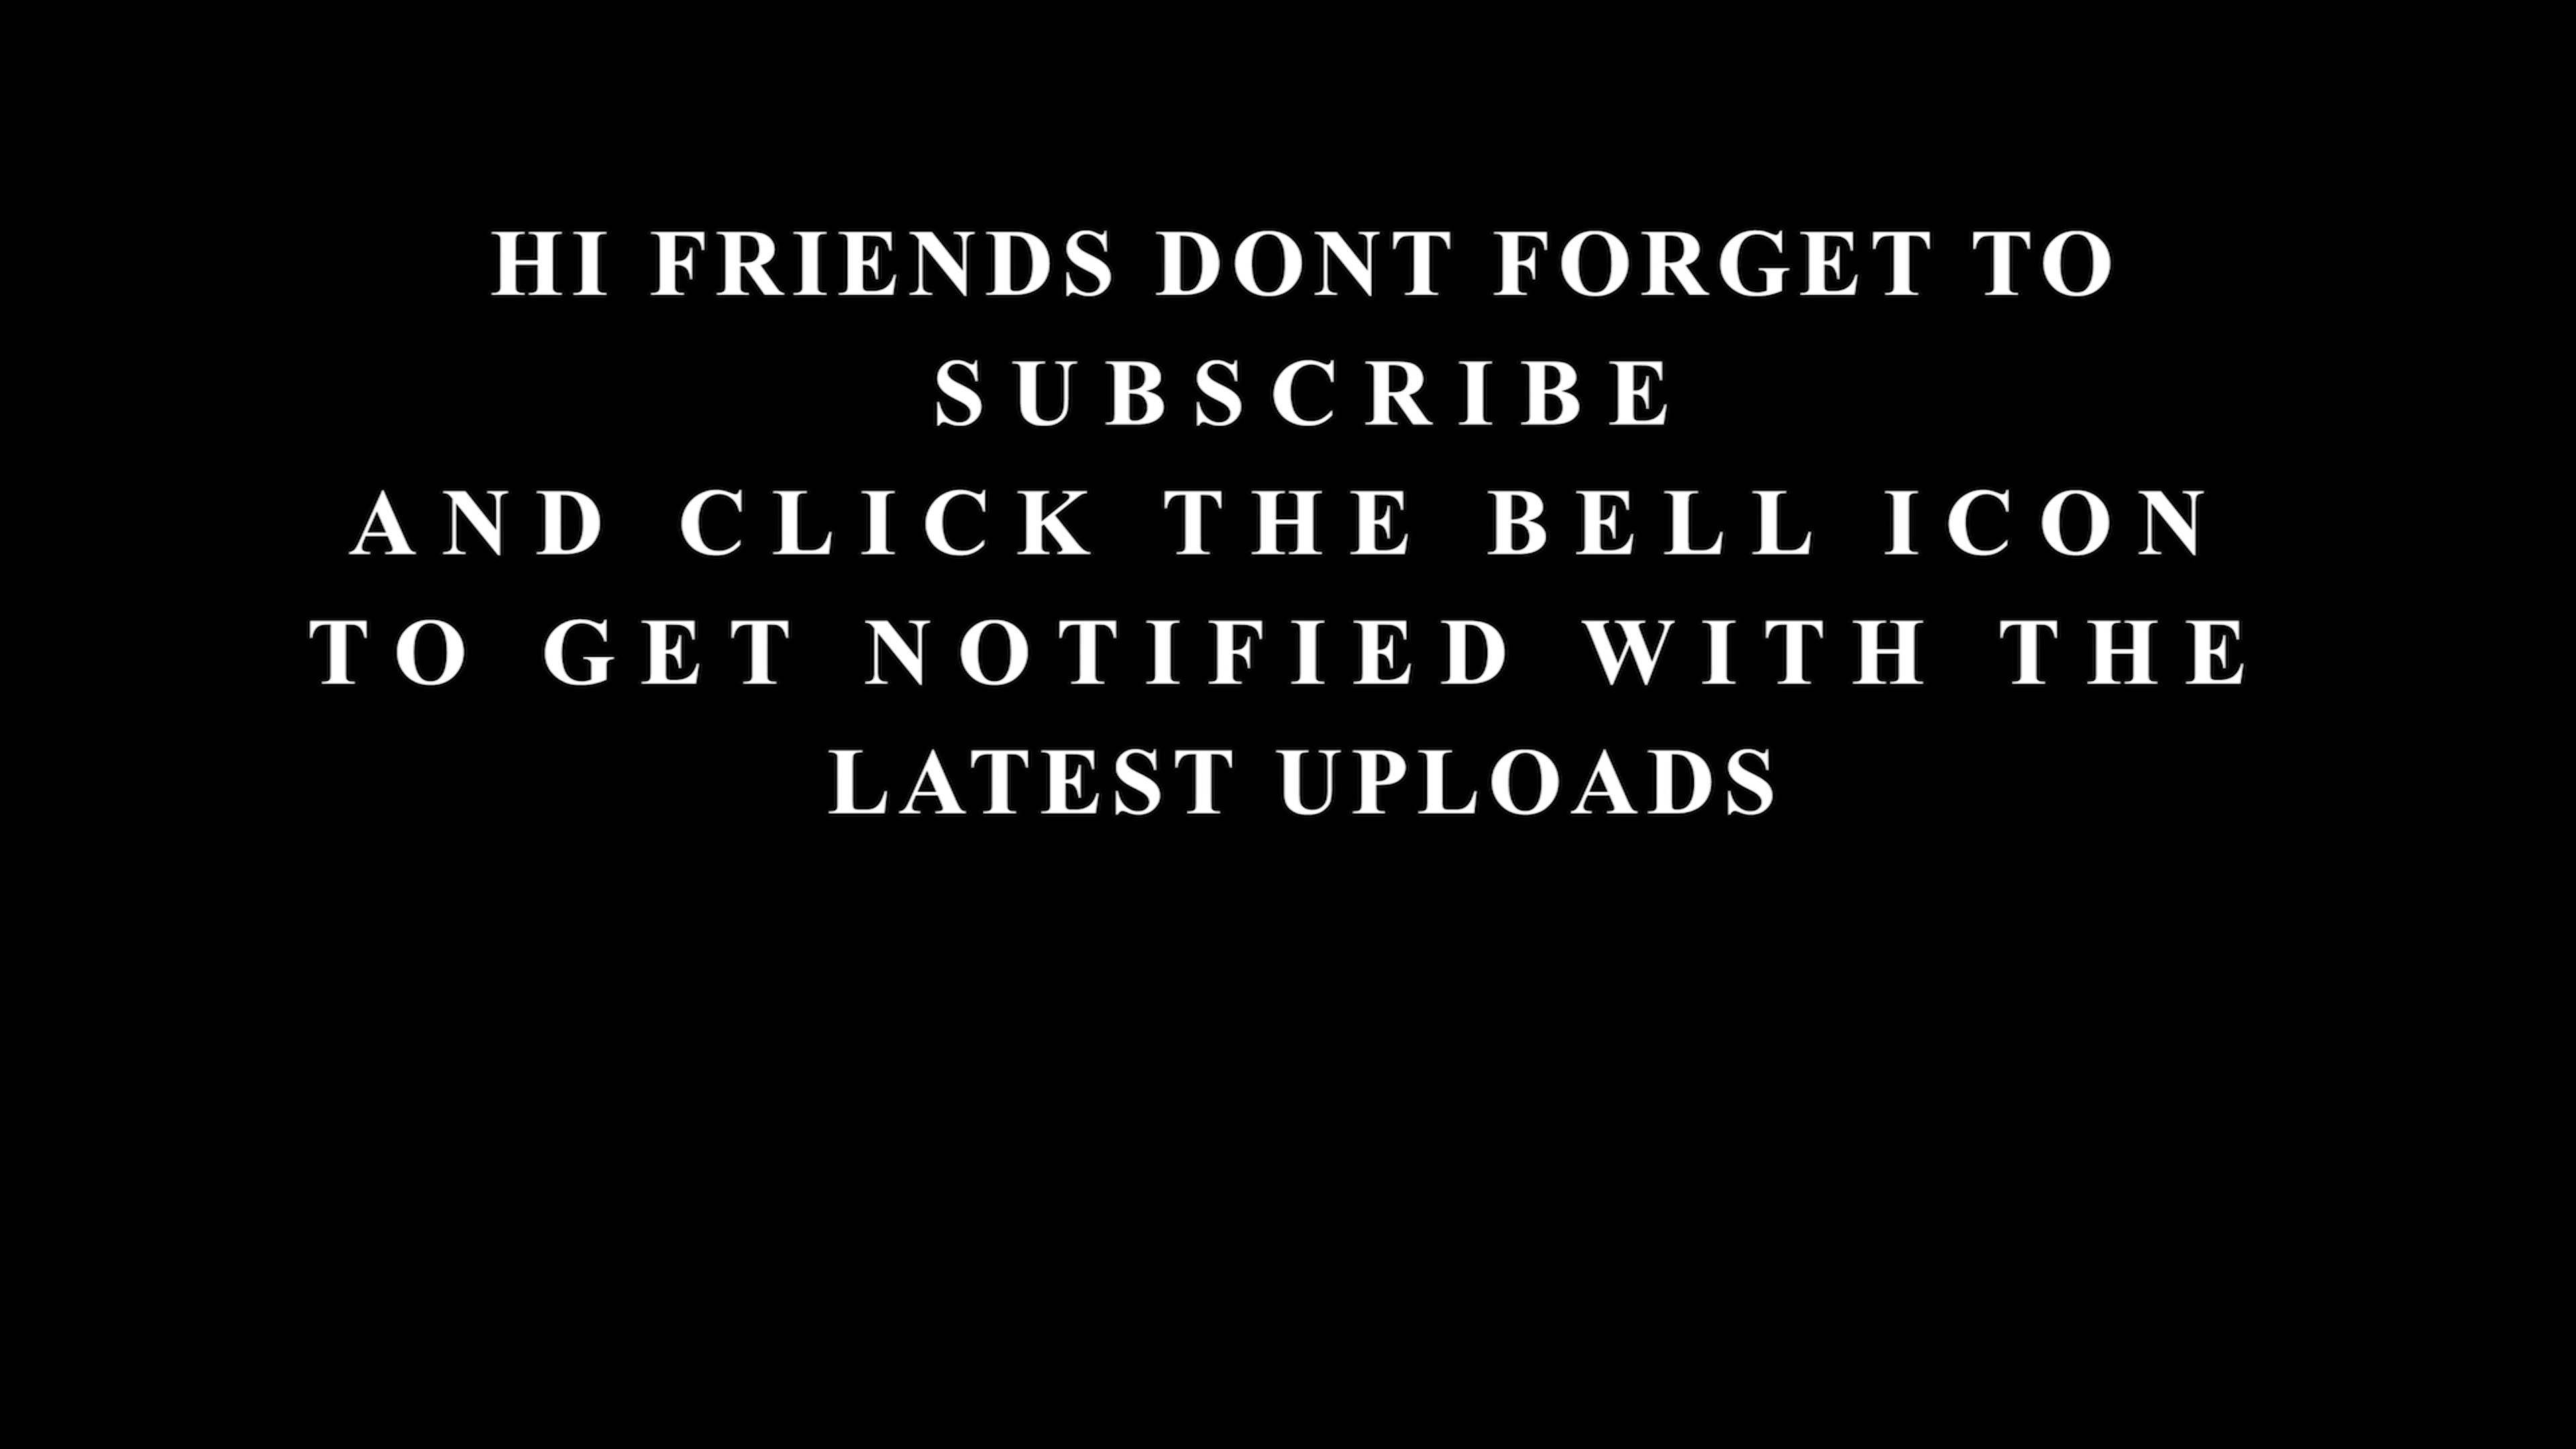 HI FRIENDS DONT FORGET TO
SUBSCRIBE
AND CLICK THE BELL ICON
TO GET NOTIFIED WITH THE
LATEST UPLOADS